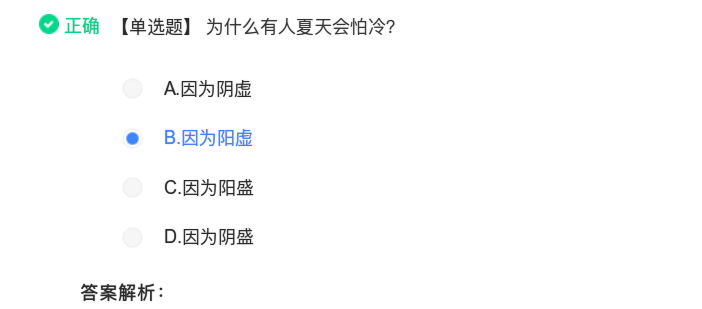 正确 【单选题】 为什么有人夏天会怕冷?
A.因为阴虚
B.因为阳虚
C.因为阳盛
D.因为阴盛
答案解析：